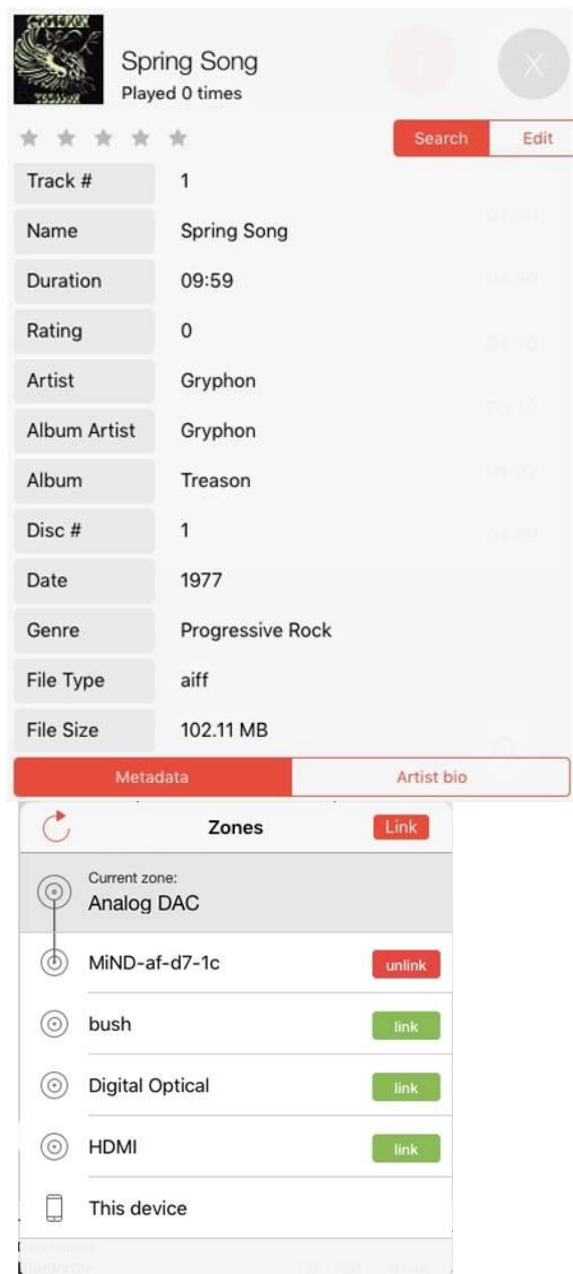 GRYPHON
TREASON
Spring Song
Played 0 times
X
Search Edit
Track # 1
Name Spring Song
Duration 09:59
Rating 0
Artist Gryphon
Album Artist Gryphon
Album Treason
Disc # 1
Date 1977
Genre Progressive Rock
File Type aiff
File Size 102.11 MB
Metadata Artist bio
Zones Link
Current zone:
Analog DAC
MiND-af-d7-1c unlink
bush link
Digital Optical link
HDMI link
This device